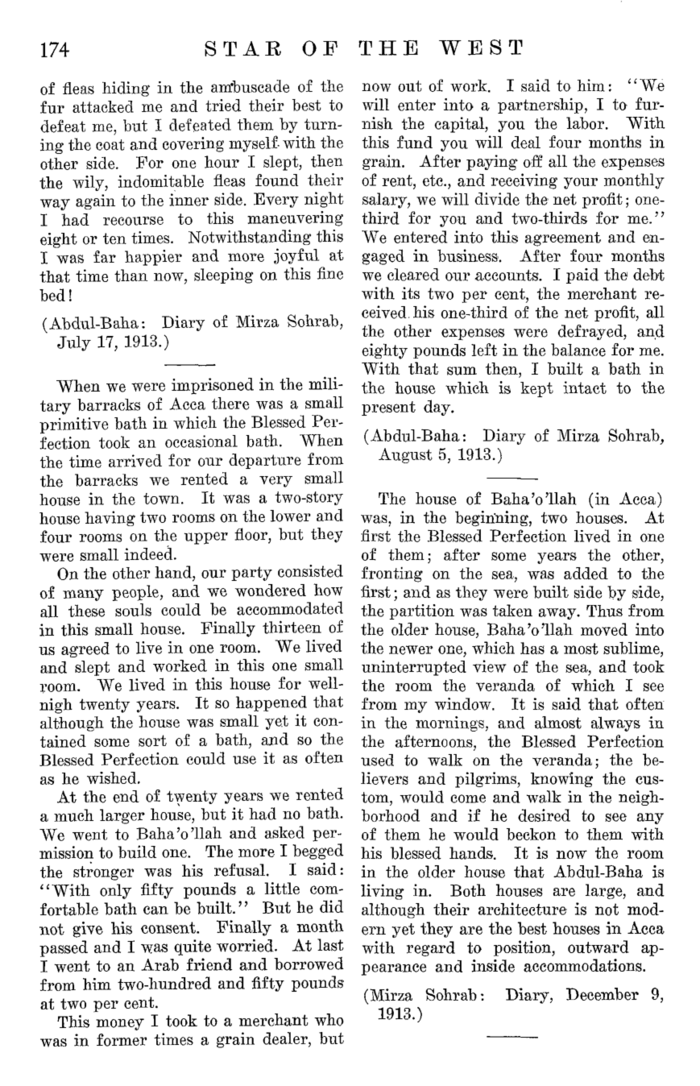 174 STAR OF THE WEST
of fleas hiding in the ambuscade of the
fur attacked me and tried their best to
defeat me, but I defeated them by turn-
ing the coat and covering myself with the
other side. For one hour I slept, then
the wily, indomitable fleas found their
way again to the inner side. Every night
I had recourse to this maneuvering
eight or ten times. Notwithstanding this
I was far happier and more joyful at
that time than now, sleeping on this fine
bed!
(Abdul-Baha: Diary of Mirza Sohrab,
July 17, 1913.)
When we were imprisoned in the mili-
tary barracks of Acca there was a small
primitive bath in which the Blessed Per-
fection took an occasional bath. When
the time arrived for our departure from
the barracks we rented a very small
house in the town. It was a two-story
house having two rooms on the lower and
four rooms on the upper floor, but they
were small indeed.
On the other hand, our party consisted
of many people, and we wondered how
all these souls could be accommodated
in this small house. Finally thirteen of
us agreed to live in one room. We lived
and slept and worked in this one small
room. We lived in this house for well-
nigh twenty years. It so happened that
although the house was small yet it con-
tained some sort of a bath, and so the
Blessed Perfection could use it as often
as he wished.
At the end of twenty years we rented
a much larger house, but it had no bath.
We went to Baha'o'llah and asked per-
mission to build one. The more I begged
the stronger was his refusal. I said:
"With only fifty pounds a little com-
fortable bath can be built." But he did
not give his consent. Finally a month
passed and I was quite worried. At last
I went to an Arab friend and borrowed
from him two-hundred and fifty pounds
at two per cent.
This money I took to a merchant who
was in former times a grain dealer, but
now out of work. I said to him: "We
will enter into a partnership, I to fur-
nish the capital, you the labor. With
this fund you will deal four months in
grain. After paying off all the expenses
of rent, etc., and receiving your monthly
salary, we will divide the net profit; one-
third for you and two-thirds for me."
We entered into this agreement and en-
gaged in business. After four months
we cleared our accounts. I paid the debt
with its two per cent, the merchant re-
ceived his one-third of the net profit, all
the other expenses were defrayed, and
eighty pounds left in the balance for me.
With that sum then, I built a bath in
the house which is kept intact to the
present day.
(Abdul-Baha: Diary of Mirza Sohrab,
August 5, 1913.)
The house of Baha'o'llah (in Acca)
was, in the beginning, two houses. At
first the Blessed Perfection lived in one
of them; after some years the other,
fronting on the sea, was added to the
first; and as they were built side by side,
the partition was taken away. Thus from
the older house, Baha'o'llah moved into
the newer one, which has a most sublime,
uninterrupted view of the sea, and took
the room the veranda of which I see
from my window. It is said that often
in the mornings, and almost always in
the afternoons, the Blessed Perfection
used to walk on the veranda; the be-
lievers and pilgrims, knowing the cus-
tom, would come and walk in the neigh-
borhood and if he desired to see any
of them he would beckon to them with
his blessed hands. It is now the room
in the older house that Abdul-Baha is
living in. Both houses are large, and
although their architecture is not mod-
ern yet they are the best houses in Acca
with regard to position, outward ap-
pearance and inside accommodations.
(Mirza Sohrab: Diary, December 9,
1913.)